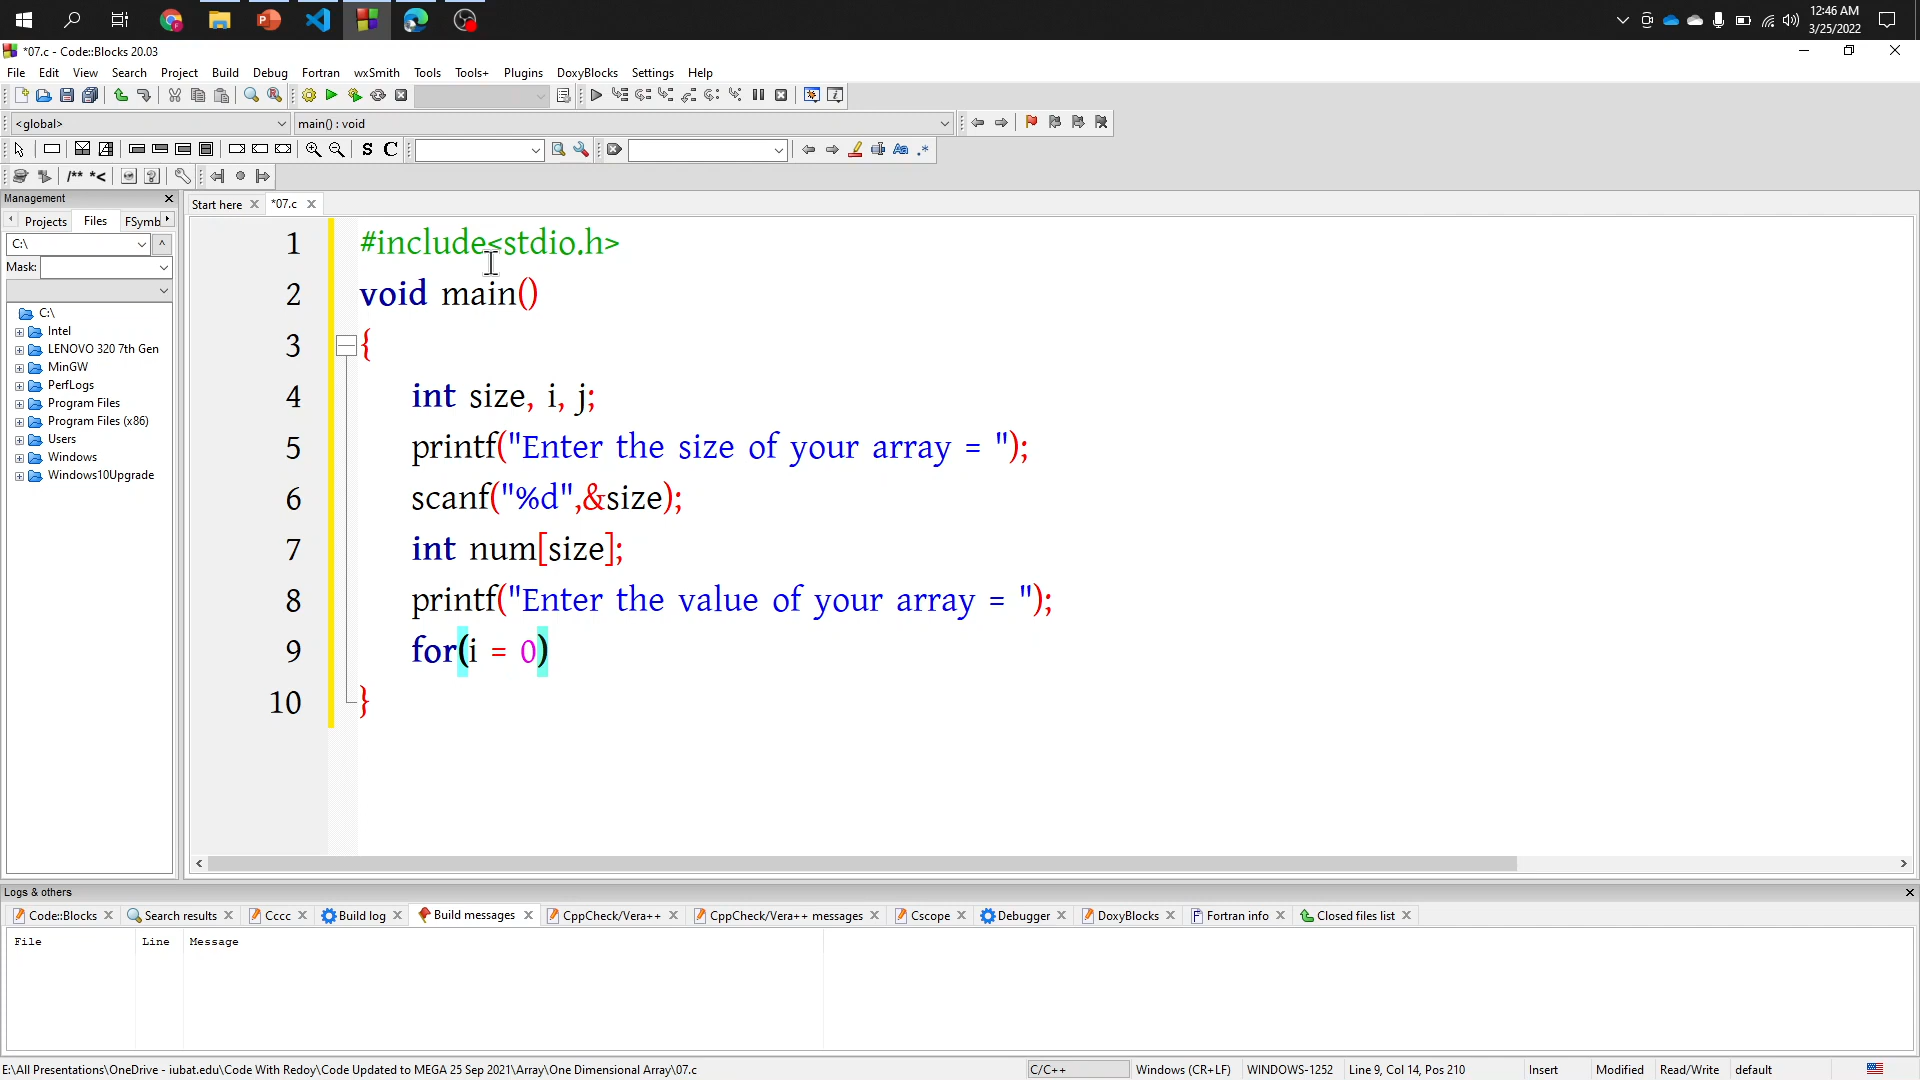 12:46 AM
3/25/2022
*07.c - Code::Blocks 20.03
File Edit View Search Project Build Debug Fortran wxSmith Tools Tools+ Plugins DoxyBlocks Settings Help
<global> main() : void
S C Aa .*
/** *<
Management
Start here *07.c
Projects Files FSymb
C:\
Mask:
C:\
Intel
LENOVO 320 7th Gen
MinGW
PerfLogs
Program Files
Program Files (x86)
Users
Windows
Windows10Upgrade
1 #include<stdio.h>
2 void main()
3 {
4 int size, i, j;
5 printf("Enter the size of your array = ");
6 scanf("%d",&size);
7 int num[size];
8 printf("Enter the value of your array = ");
9 for(i = 0)
10 }
Logs & others
Code::Blocks Search results Cccc Build log Build messages CppCheck/Vera++ CppCheck/Vera++ messages Cscope Debugger DoxyBlocks Fortran info Closed files list
File Line Message
E:\All Presentations\OneDrive - iubat.edu\Code With Redoy\Code Updated to MEGA 25 Sep 2021\Array\One Dimensional Array\07.c C/C++ Windows (CR+LF) WINDOWS-1252 Line 9, Col 14, Pos 210 Insert Modified Read/Write default